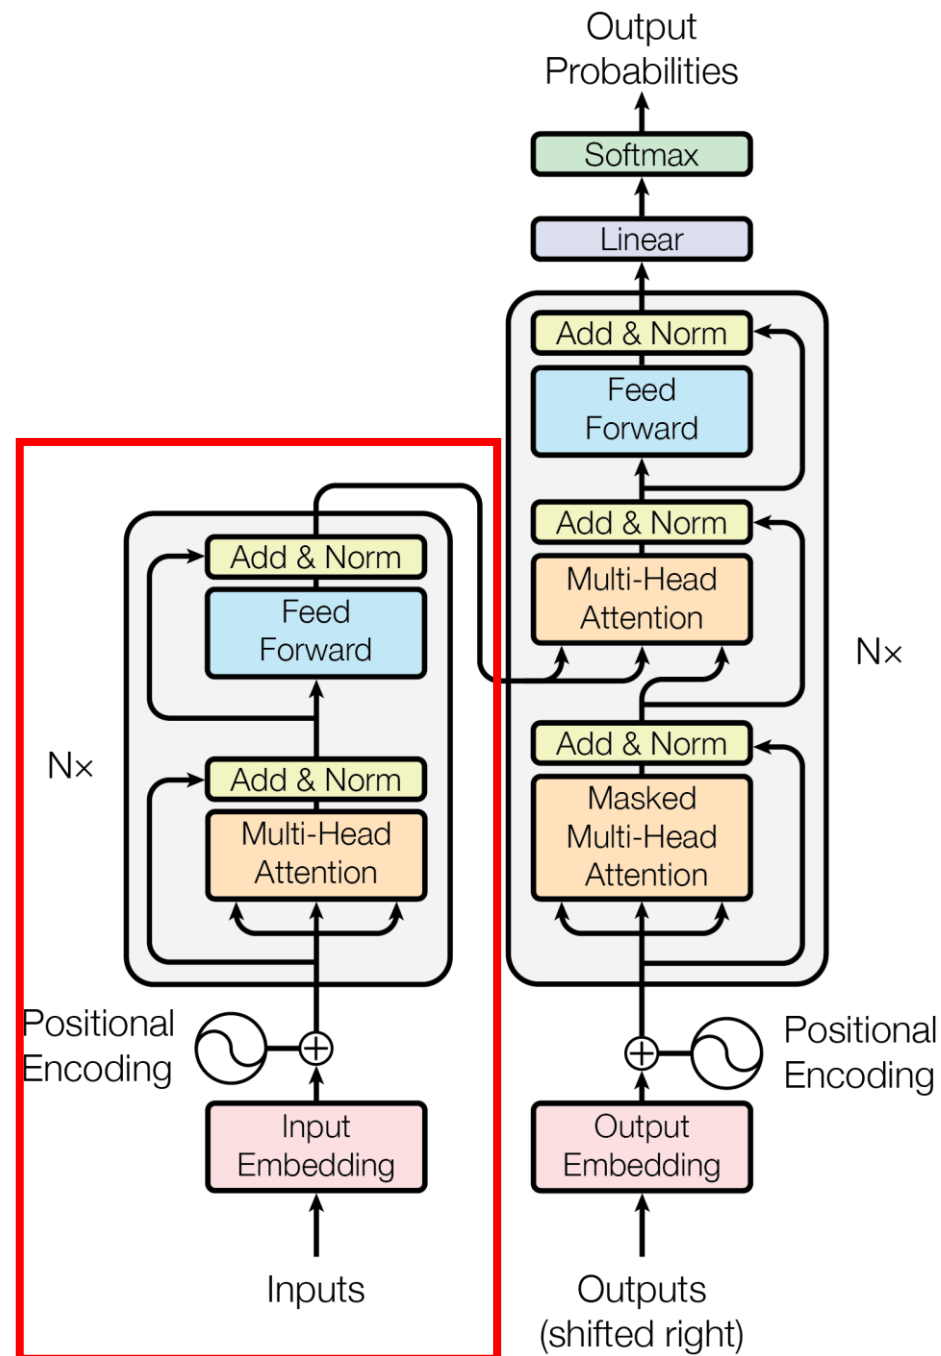 Output
Probabilities
Softmax
Linear
Add & Norm
Feed
Forward
Add & Norm
Multi-Head
Attention
N×
Add & Norm
Masked
Multi-Head
Attention
Add & Norm
Feed
Forward
N×
Add & Norm
Multi-Head
Attention
Positional
Encoding
Input
Embedding
Inputs
Positional
Encoding
Output
Embedding
Outputs
(shifted right)